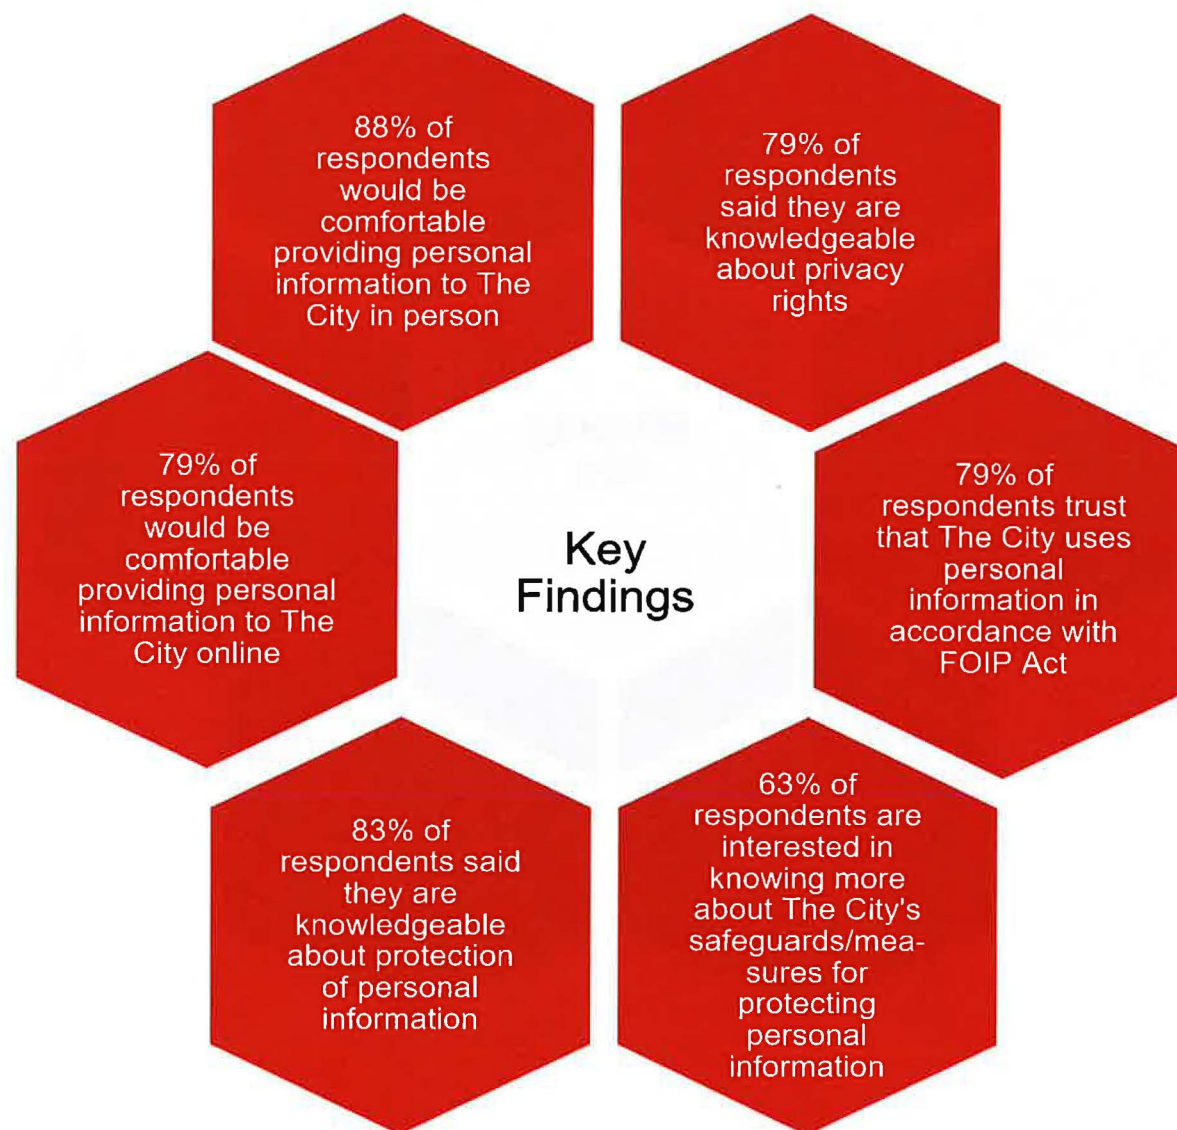 88% of
respondents
would be
comfortable
providing personal
information to The
City in person
79% of
respondents
said they are
knowledgeable
about privacy
rights
79% of
respondents
would be
comfortable
providing personal
information to The
City online
Key
Findings
79% of
respondents trust
that The City uses
personal
information in
accordance with
FOIP Act
83% of
respondents said
they are
knowledgeable
about protection
of personal
information
63% of
respondents are
interested in
knowing more
about The City's
safeguards/mea-
sures for
protecting
personal
information